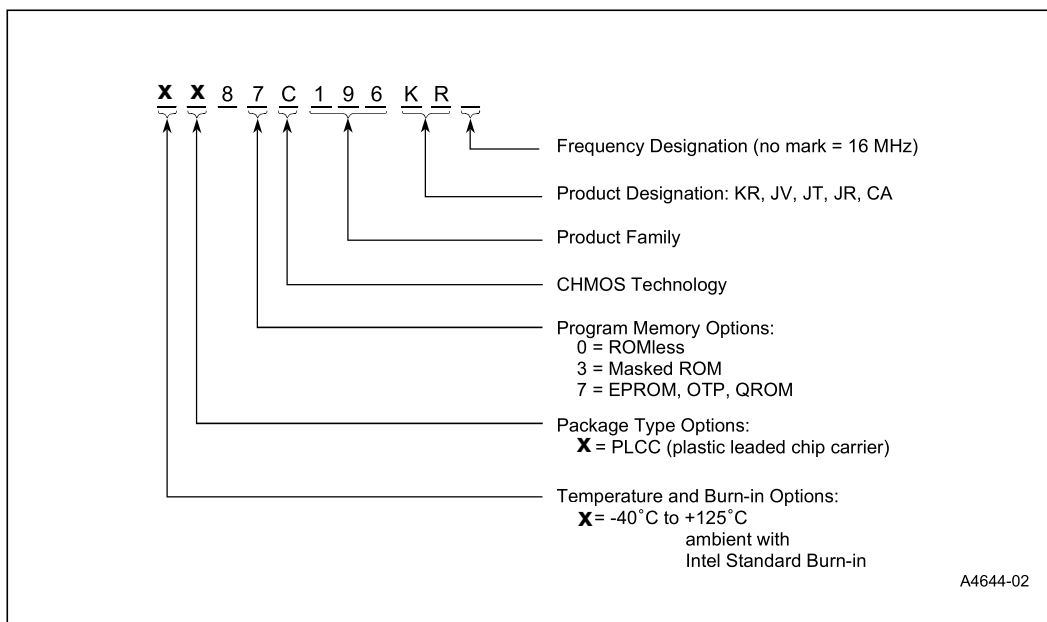 X X 8 7 C 1 9 6 K R _
Frequency Designation (no mark = 16 MHz)
Product Designation: KR, JV, JT, JR, CA
Product Family
CHMOS Technology
Program Memory Options:
0 = ROMless
3 = Masked ROM
7 = EPROM, OTP, QROM
Package Type Options:
X = PLCC (plastic leaded chip carrier)
Temperature and Burn-in Options:
X = -40˚C to +125˚C
ambient with
Intel Standard Burn-in
A4644-02